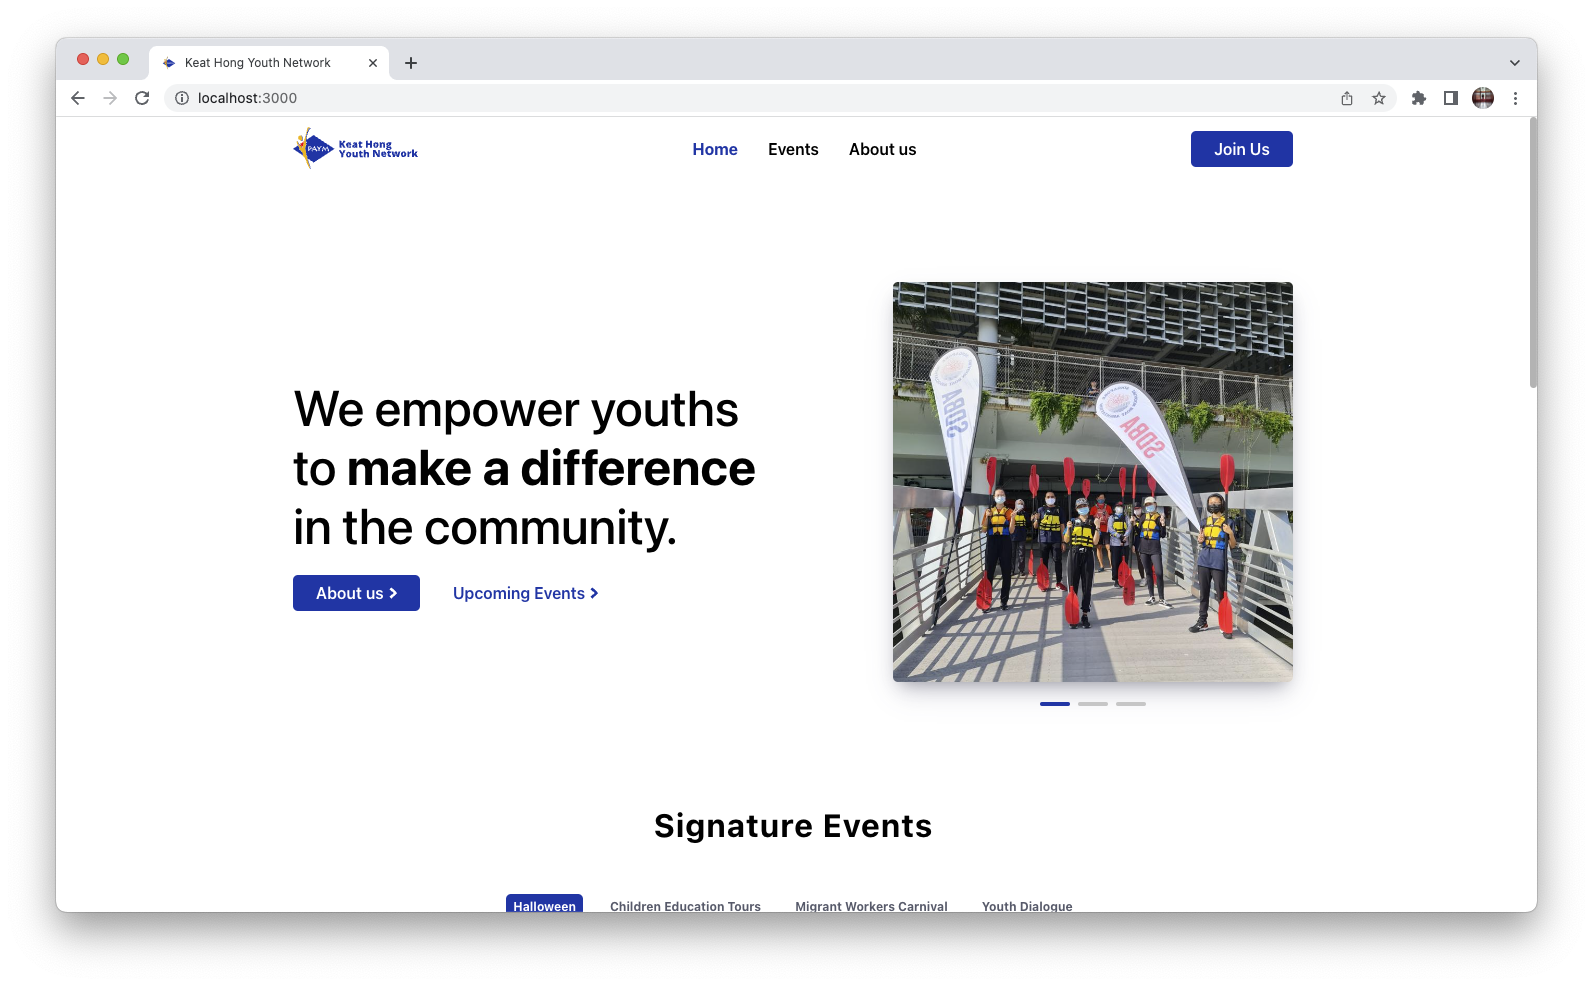 Keat Hong Youth Network
localhost:3000
PAYM
Keat Hong
Youth Network
Home
Events
About us
Join Us
We empower youths
to make a difference
in the community.
About us
Upcoming Events
SDBA
SDBA
Signature Events
Halloween
Children Education Tours
Migrant Workers Carnival
Youth Dialogue